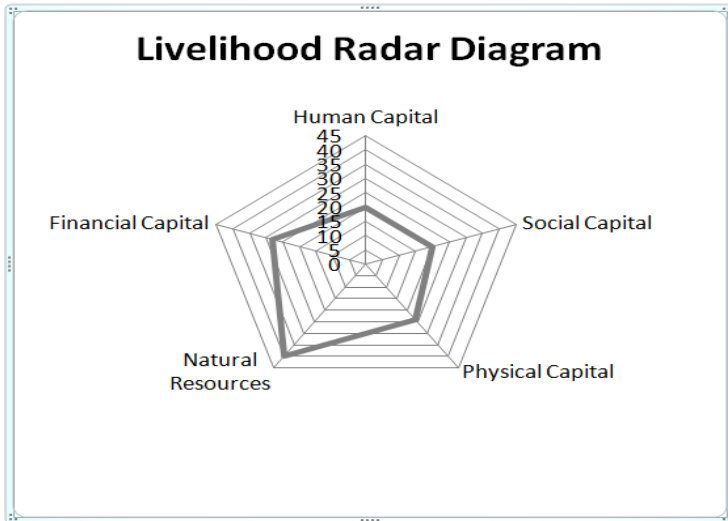 Livelihood Radar Diagram
Human Capital
45
40
35
30
25
20
15
10
5
0
Financial Capital
Social Capital
Natural
Resources
Physical Capital